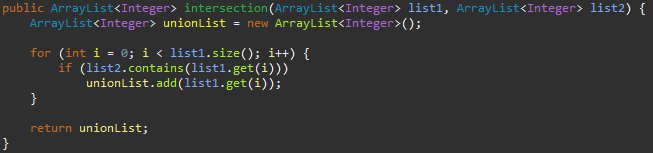 public ArrayList<Integer> intersection(ArrayList<Integer> list1, ArrayList<Integer> list2) {
    ArrayList<Integer> unionList = new ArrayList<Integer>();

    for (int i = 0; i < list1.size(); i++) {
        if (list2.contains(list1.get(i)))
            unionList.add(list1.get(i));
    }

    return unionList;
}